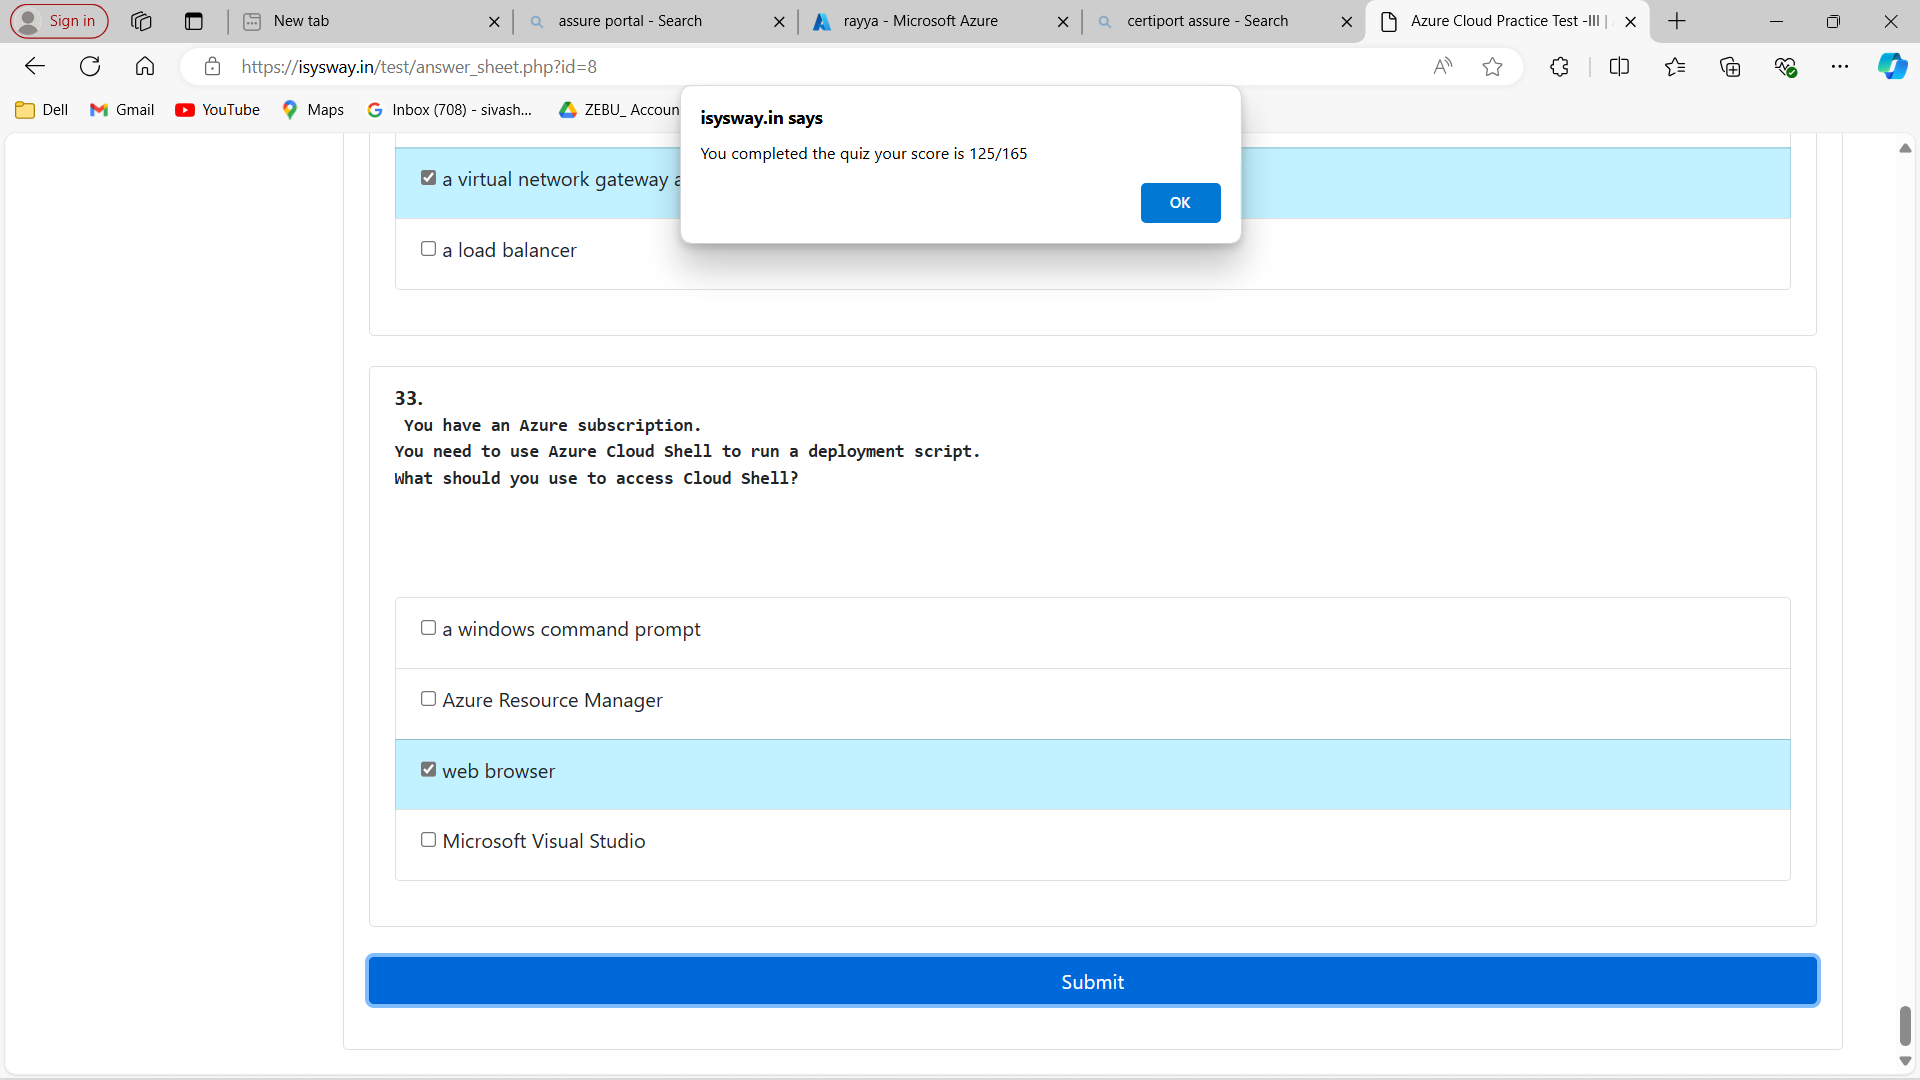 Sign in
New tab
assure portal - Search
rayya - Microsoft Azure
certiport assure - Search
Azure Cloud Practice Test -III |
https://isysway.in/test/answer_sheet.php?id=8
Dell
Gmail
YouTube
Maps
Inbox (708) - sivash...
ZEBU_ Accoun
isysway.in says
You completed the quiz your score is 125/165
OK
a virtual network gateway a
a load balancer
33.
You have an Azure subscription.
You need to use Azure Cloud Shell to run a deployment script.
What should you use to access Cloud Shell?
a windows command prompt
Azure Resource Manager
web browser
Microsoft Visual Studio
Submit